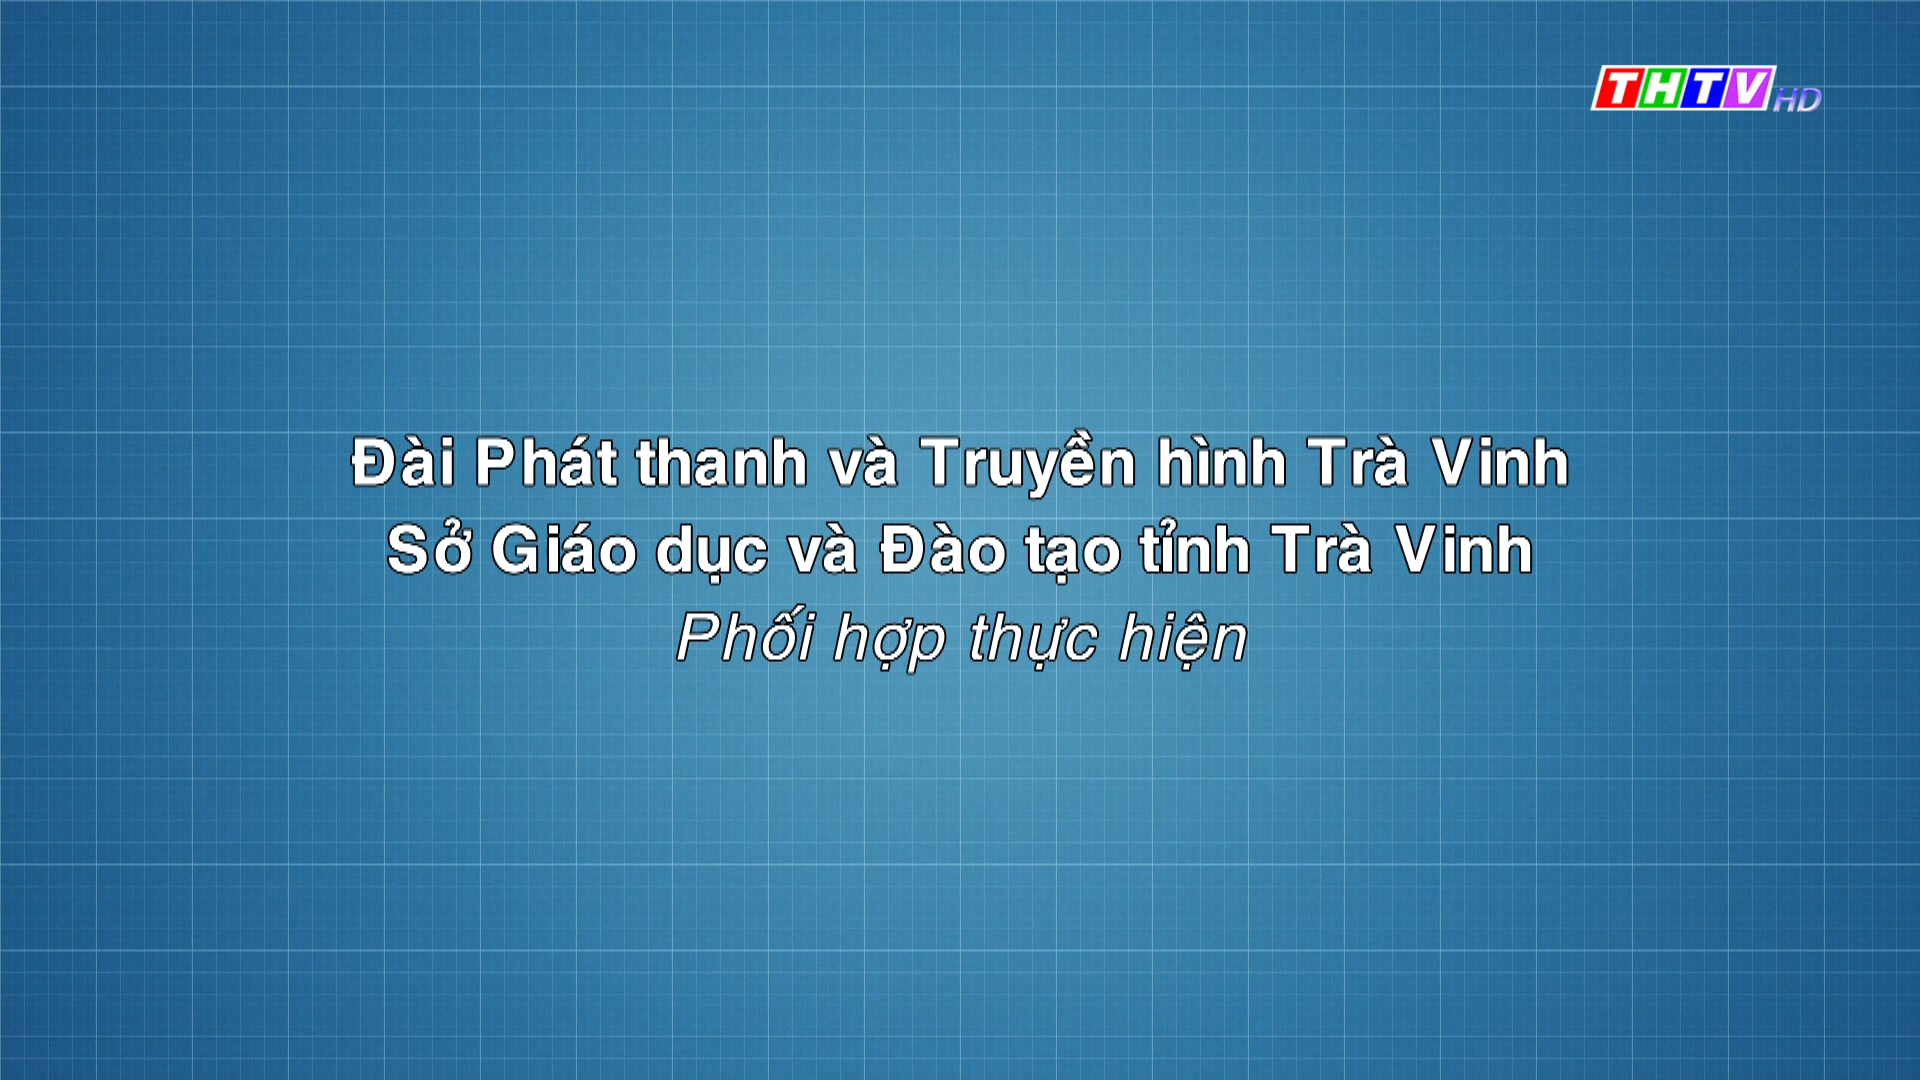 THTV HD
Đài Phát thanh và Truyền hình Trà Vinh
Sở Giáo dục và Đào tạo tỉnh Trà Vinh
Phối hợp thực hiện